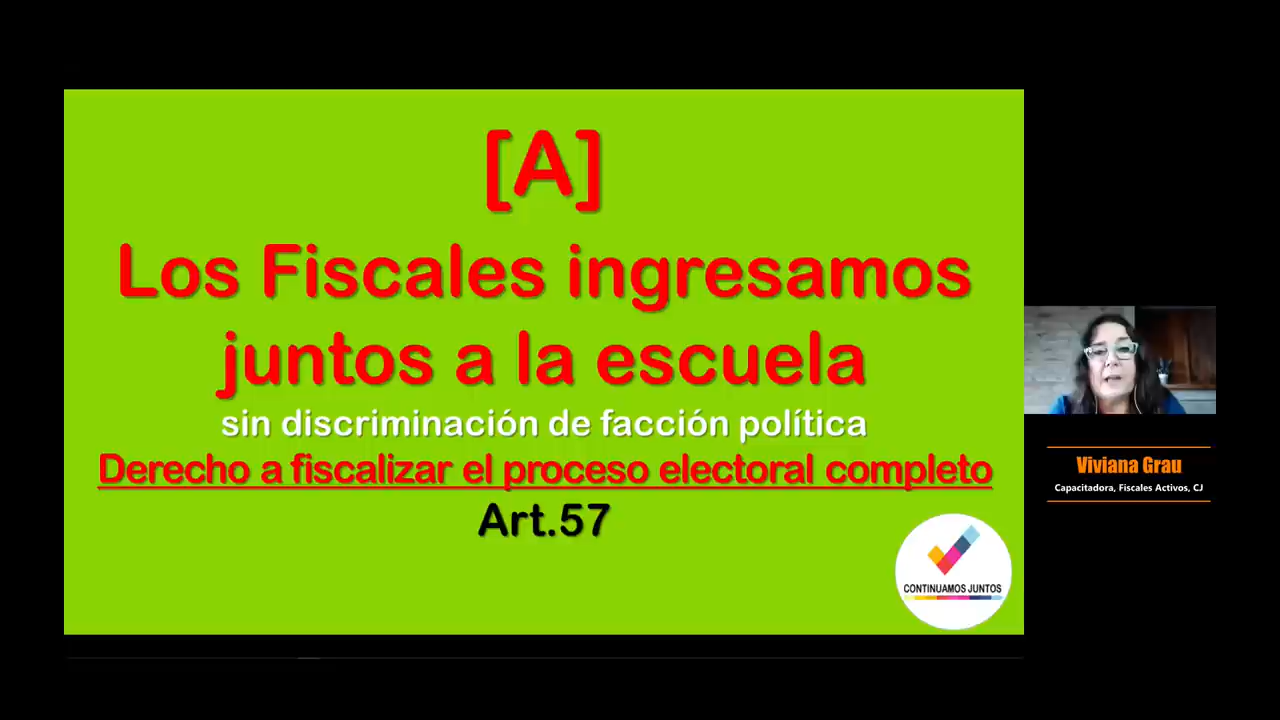 [A]
Los Fiscales ingresamos
juntos a la escuela
sin discriminación de facción política
Derecho a fiscalizar el proceso electoral completo
Art.57
CONTINUAMOS JUNTOS
Viviana Grau
Capacitadora, Fiscales Activos, CJ